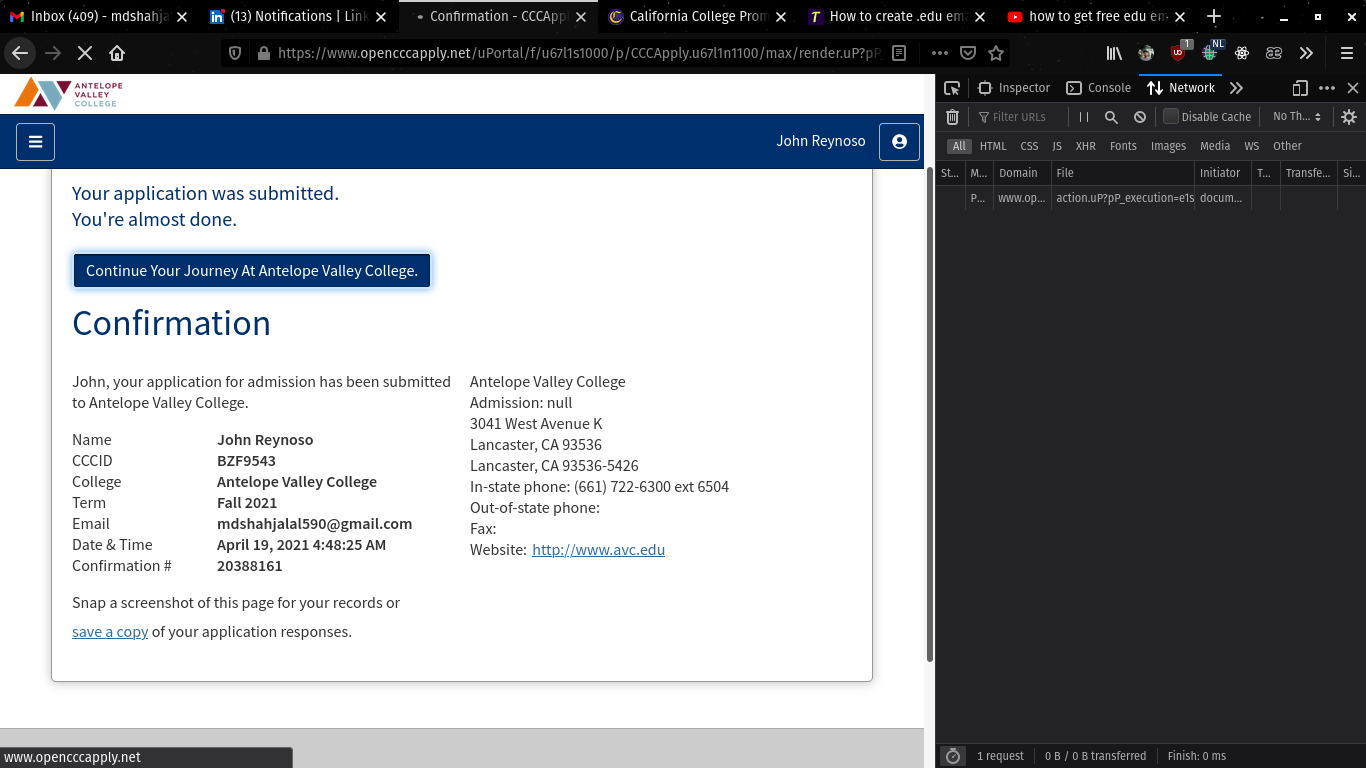 Inbox (409) - mdshahja
(13) Notifications | Link
Confirmation - CCCApp
California College Prom
How to create .edu em
how to get free edu em
https://www.opencccapply.net/uPortal/f/u67l1s1000/p/CCCApply.u67l1n1100/max/render.uP?pP
1
NL
ANTELOPE
VALLEY
COLLEGE
John Reynoso
Your application was submitted.
You're almost done.
Continue Your Journey At Antelope Valley College.
Confirmation
John, your application for admission has been submitted
to Antelope Valley College.
Name John Reynoso
CCCID BZF9543
College Antelope Valley College
Term Fall 2021
Email mdshahjalal590@gmail.com
Date & Time April 19, 2021 4:48:25 AM
Confirmation # 20388161
Snap a screenshot of this page for your records or
save a copy of your application responses.
Antelope Valley College
Admission: null
3041 West Avenue K
Lancaster, CA 93536
Lancaster, CA 93536-5426
In-state phone: (661) 722-6300 ext 6504
Out-of-state phone:
Fax:
Website: http://www.avc.edu
www.opencccapply.net
Inspector Console Network
Filter URLs Disable Cache No Th...
All HTML CSS JS XHR Fonts Images Media WS Other
St... M... Domain File Initiator T... Transfe... Si...
P... www.op... action.uP?pP_execution=e1s docum...
1 request 0 B / 0 B transferred Finish: 0 ms